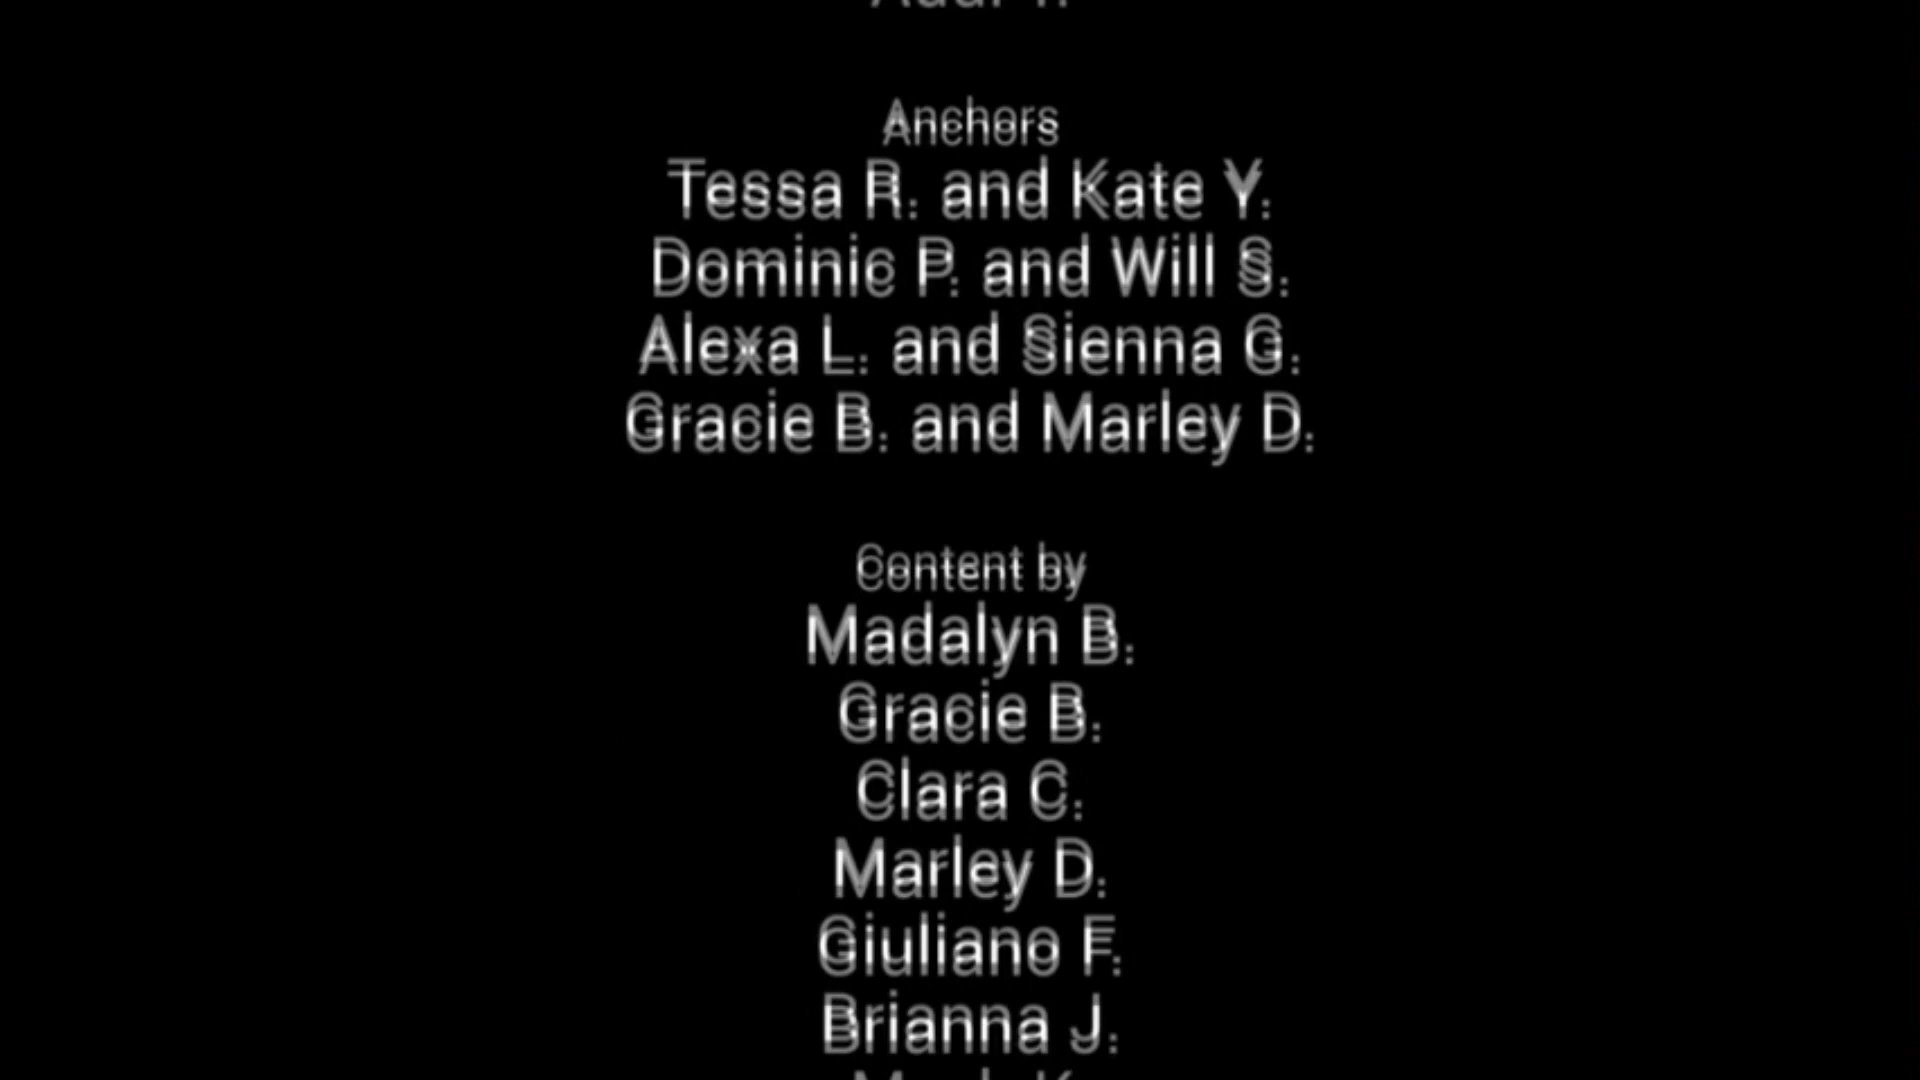 Anchors
Tessa R. and Kate Y.
Dominic P. and Will S.
Alexa L. and Sienna G.
Gracie B. and Marley D.
Content by
Madalyn B.
Gracie B.
Clara C.
Marley D.
Giuliano F.
Brianna J.